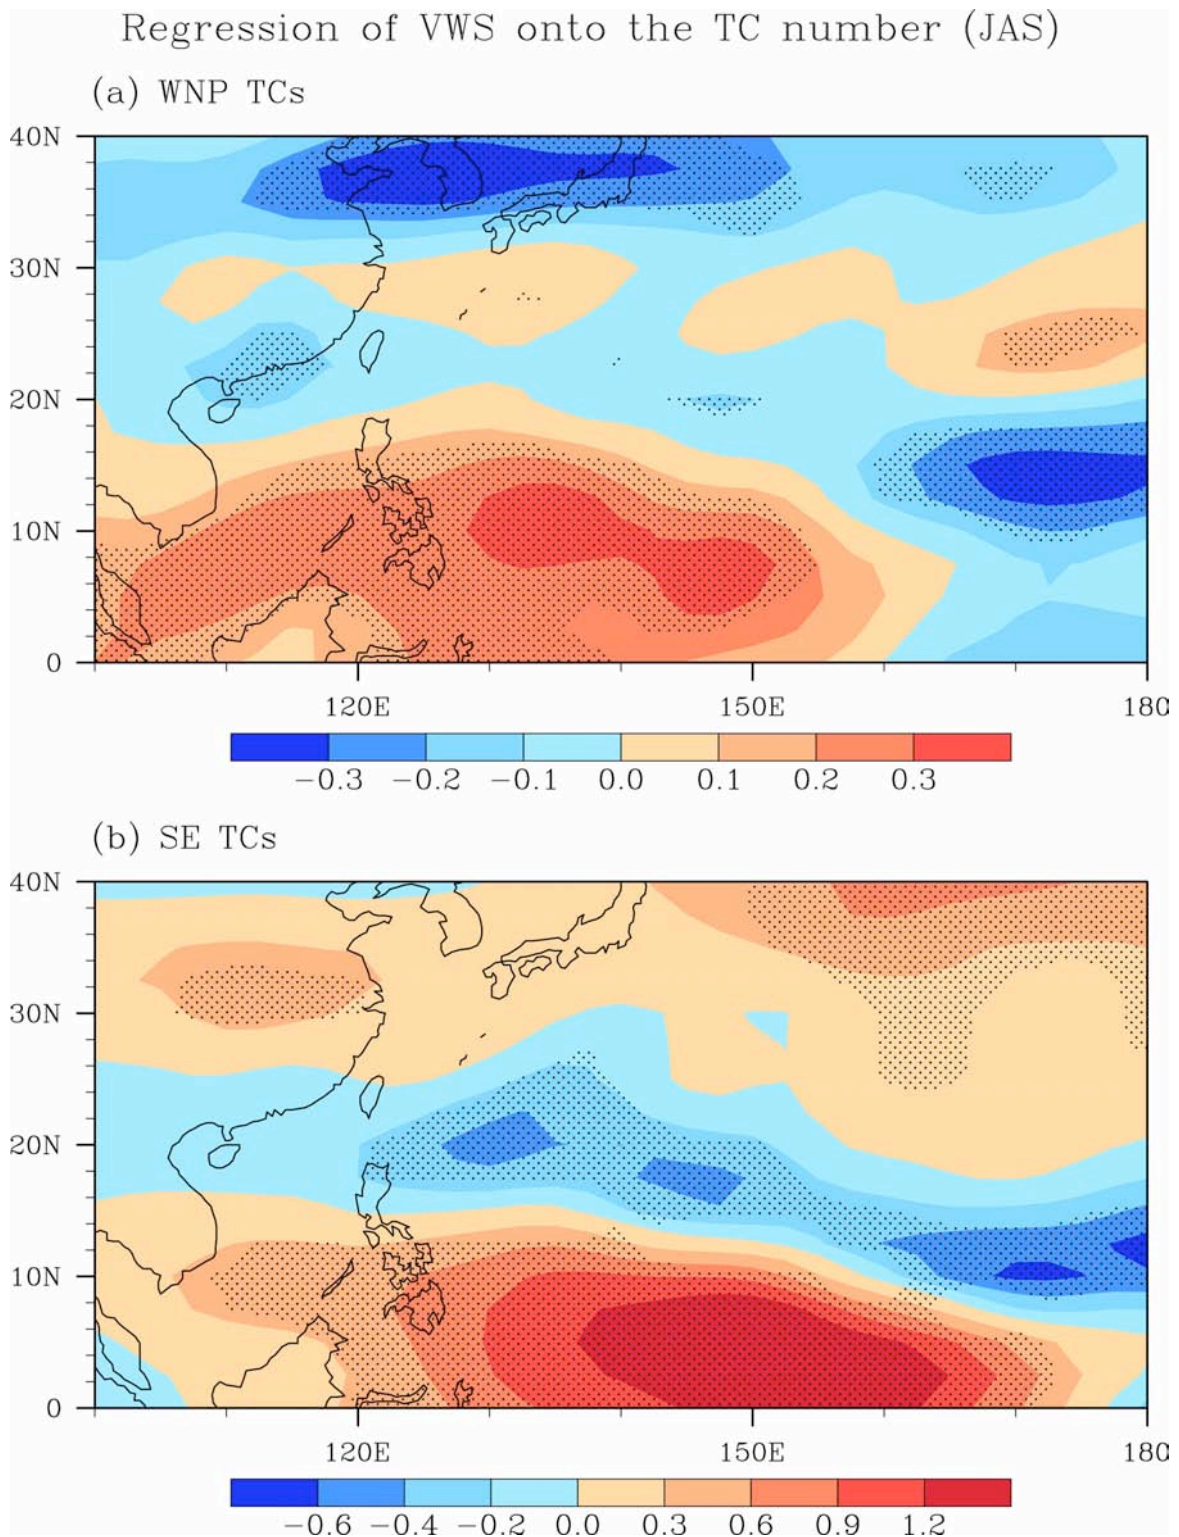 Regression of VWS onto the TC number (JAS)
(a) WNP TCs
40N
30N
20N
10N
0
120E 150E 180
−0.3 −0.2 −0.1 0.0 0.1 0.2 0.3
(b) SE TCs
40N
30N
20N
10N
0
120E 150E 180
−0.6 −0.4 −0.2 0.0 0.3 0.6 0.9 1.2